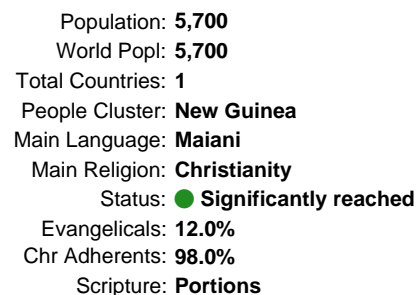 Population: 5,700
World Popl: 5,700
Total Countries: 1
People Cluster: New Guinea
Main Language: Maiani
Main Religion: Christianity
Status: Significantly reached
Evangelicals: 12.0%
Chr Adherents: 98.0%
Scripture: Portions